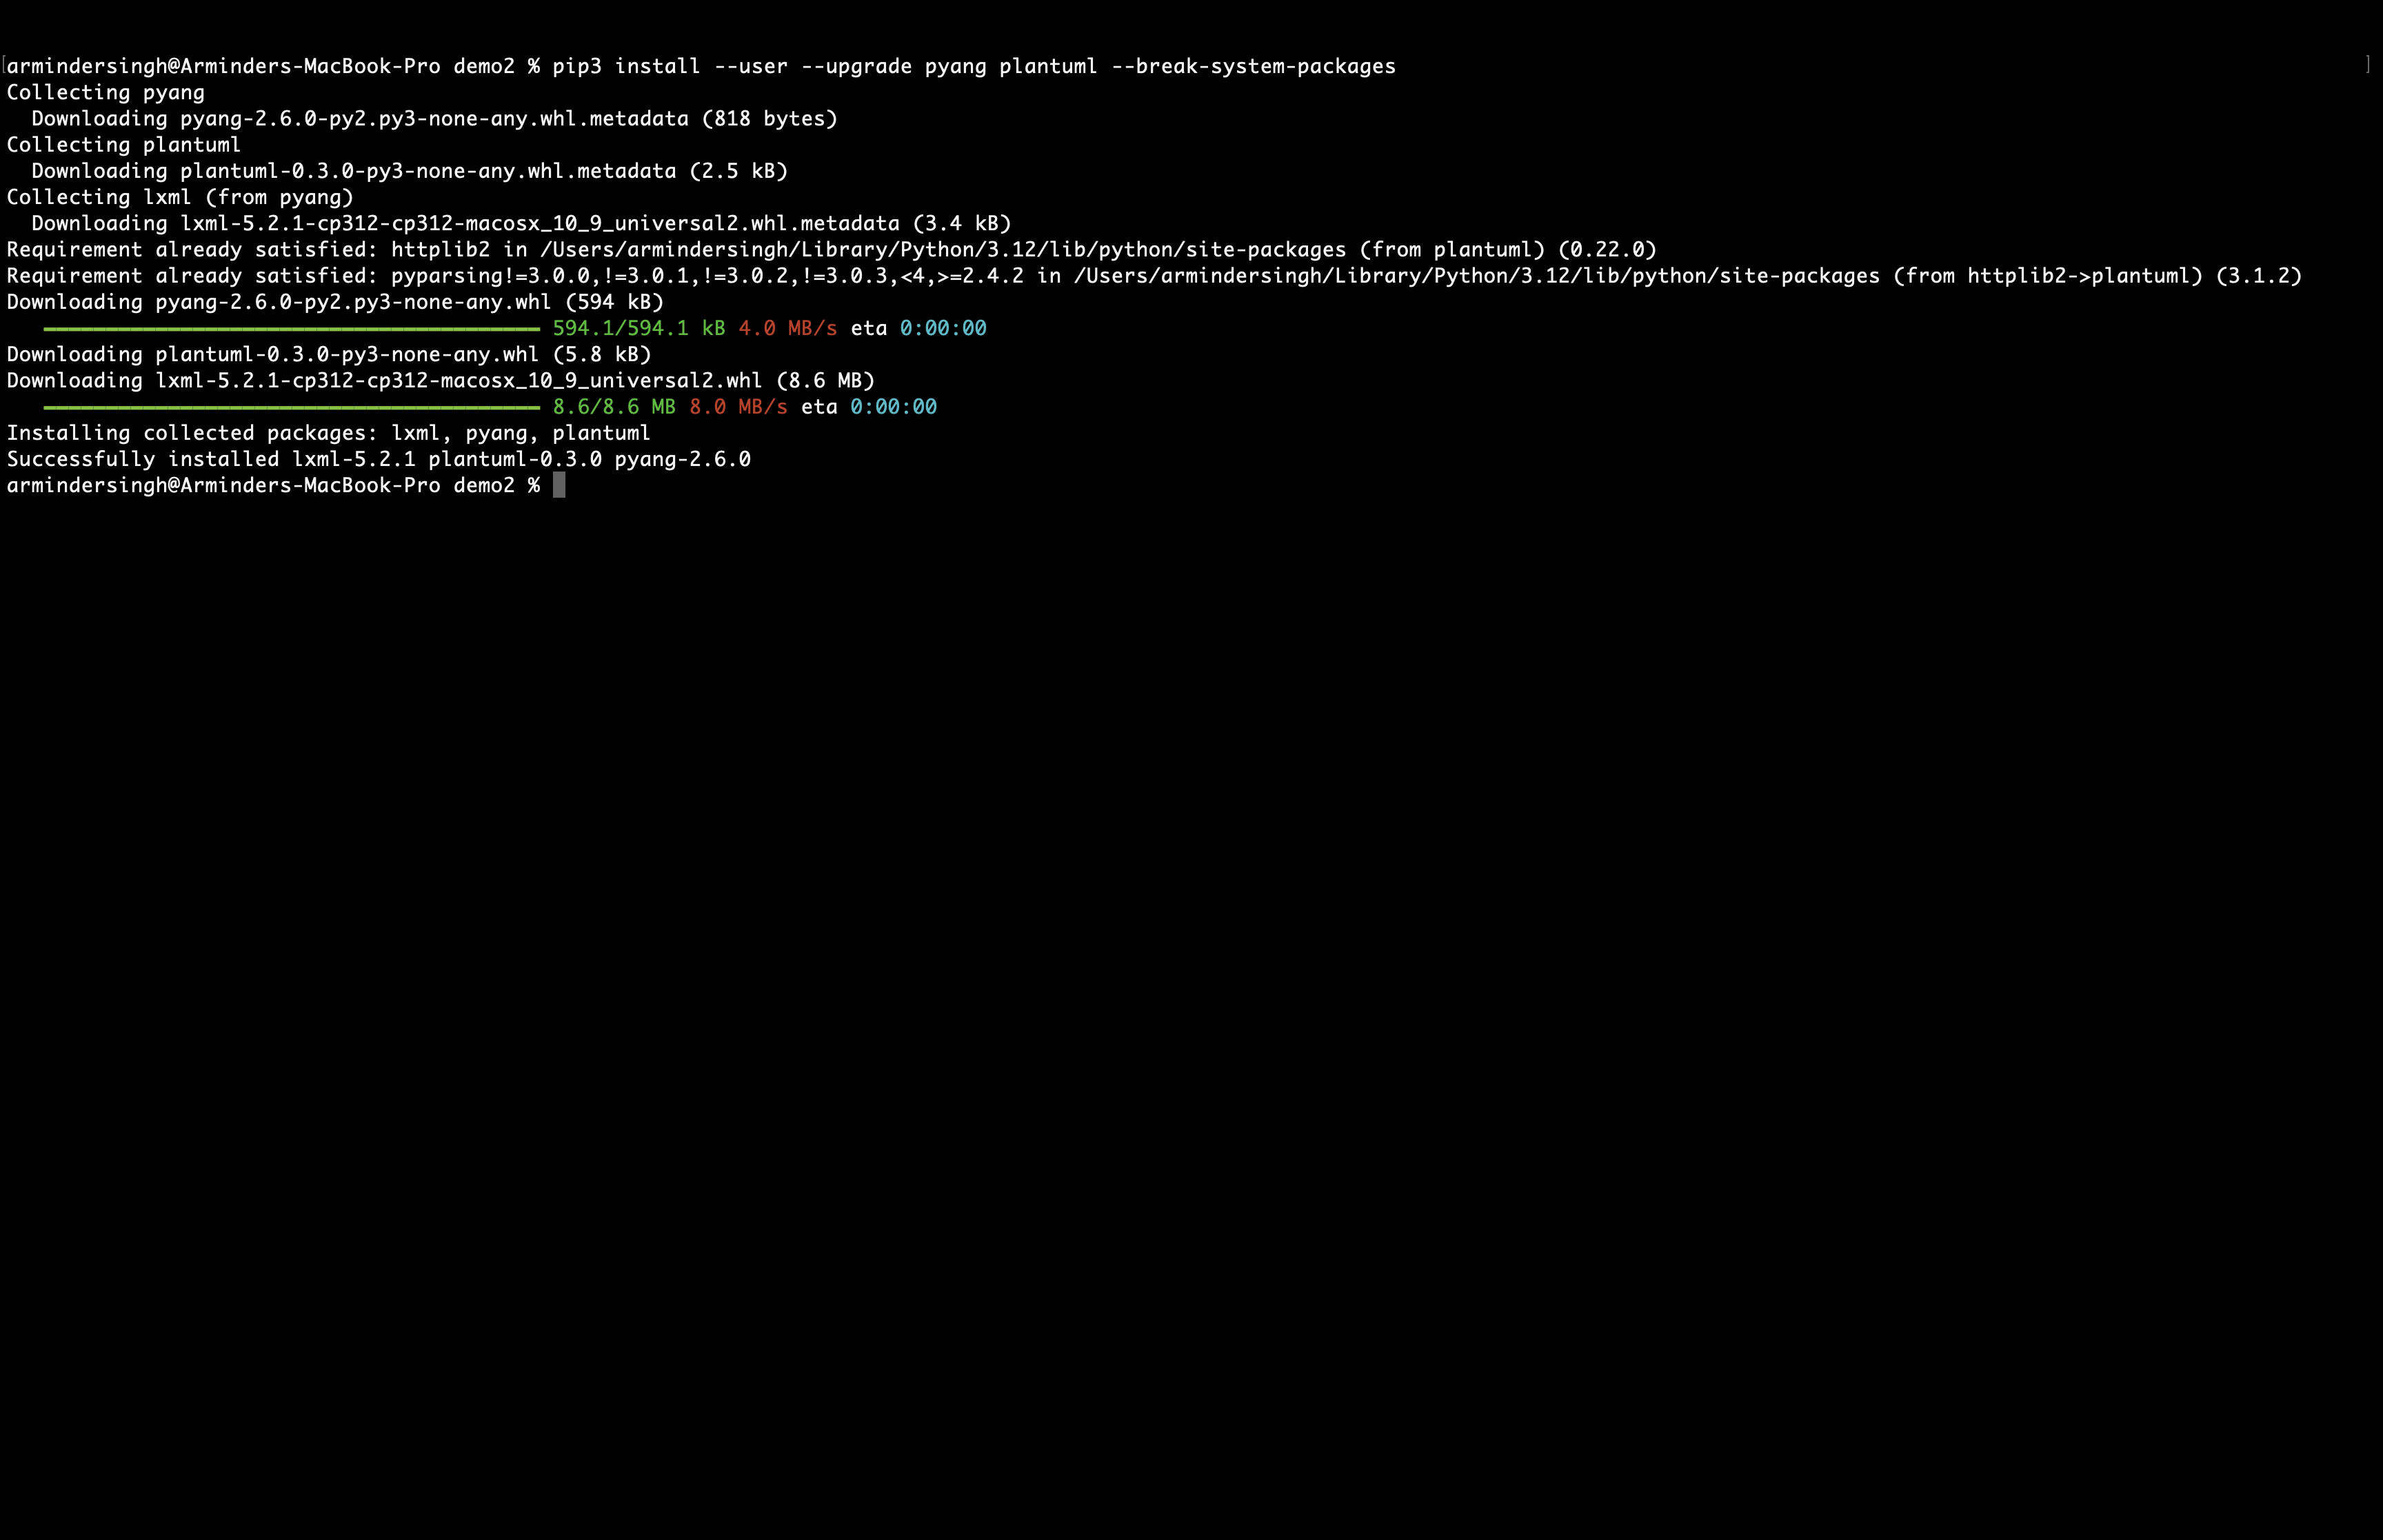 [armindersingh@Arminders-MacBook-Pro demo2 % pip3 install --user --upgrade pyang plantuml --break-system-packages ]
Collecting pyang
  Downloading pyang-2.6.0-py2.py3-none-any.whl.metadata (818 bytes)
Collecting plantuml
  Downloading plantuml-0.3.0-py3-none-any.whl.metadata (2.5 kB)
Collecting lxml (from pyang)
  Downloading lxml-5.2.1-cp312-cp312-macosx_10_9_universal2.whl.metadata (3.4 kB)
Requirement already satisfied: httplib2 in /Users/armindersingh/Library/Python/3.12/lib/python/site-packages (from plantuml) (0.22.0)
Requirement already satisfied: pyparsing!=3.0.0,!=3.0.1,!=3.0.2,!=3.0.3,<4,>=2.4.2 in /Users/armindersingh/Library/Python/3.12/lib/python/site-packages (from httplib2->plantuml) (3.1.2)
Downloading pyang-2.6.0-py2.py3-none-any.whl (594 kB)
594.1/594.1 kB 4.0 MB/s eta 0:00:00
Downloading plantuml-0.3.0-py3-none-any.whl (5.8 kB)
Downloading lxml-5.2.1-cp312-cp312-macosx_10_9_universal2.whl (8.6 MB)
8.6/8.6 MB 8.0 MB/s eta 0:00:00
Installing collected packages: lxml, pyang, plantuml
Successfully installed lxml-5.2.1 plantuml-0.3.0 pyang-2.6.0
armindersingh@Arminders-MacBook-Pro demo2 %